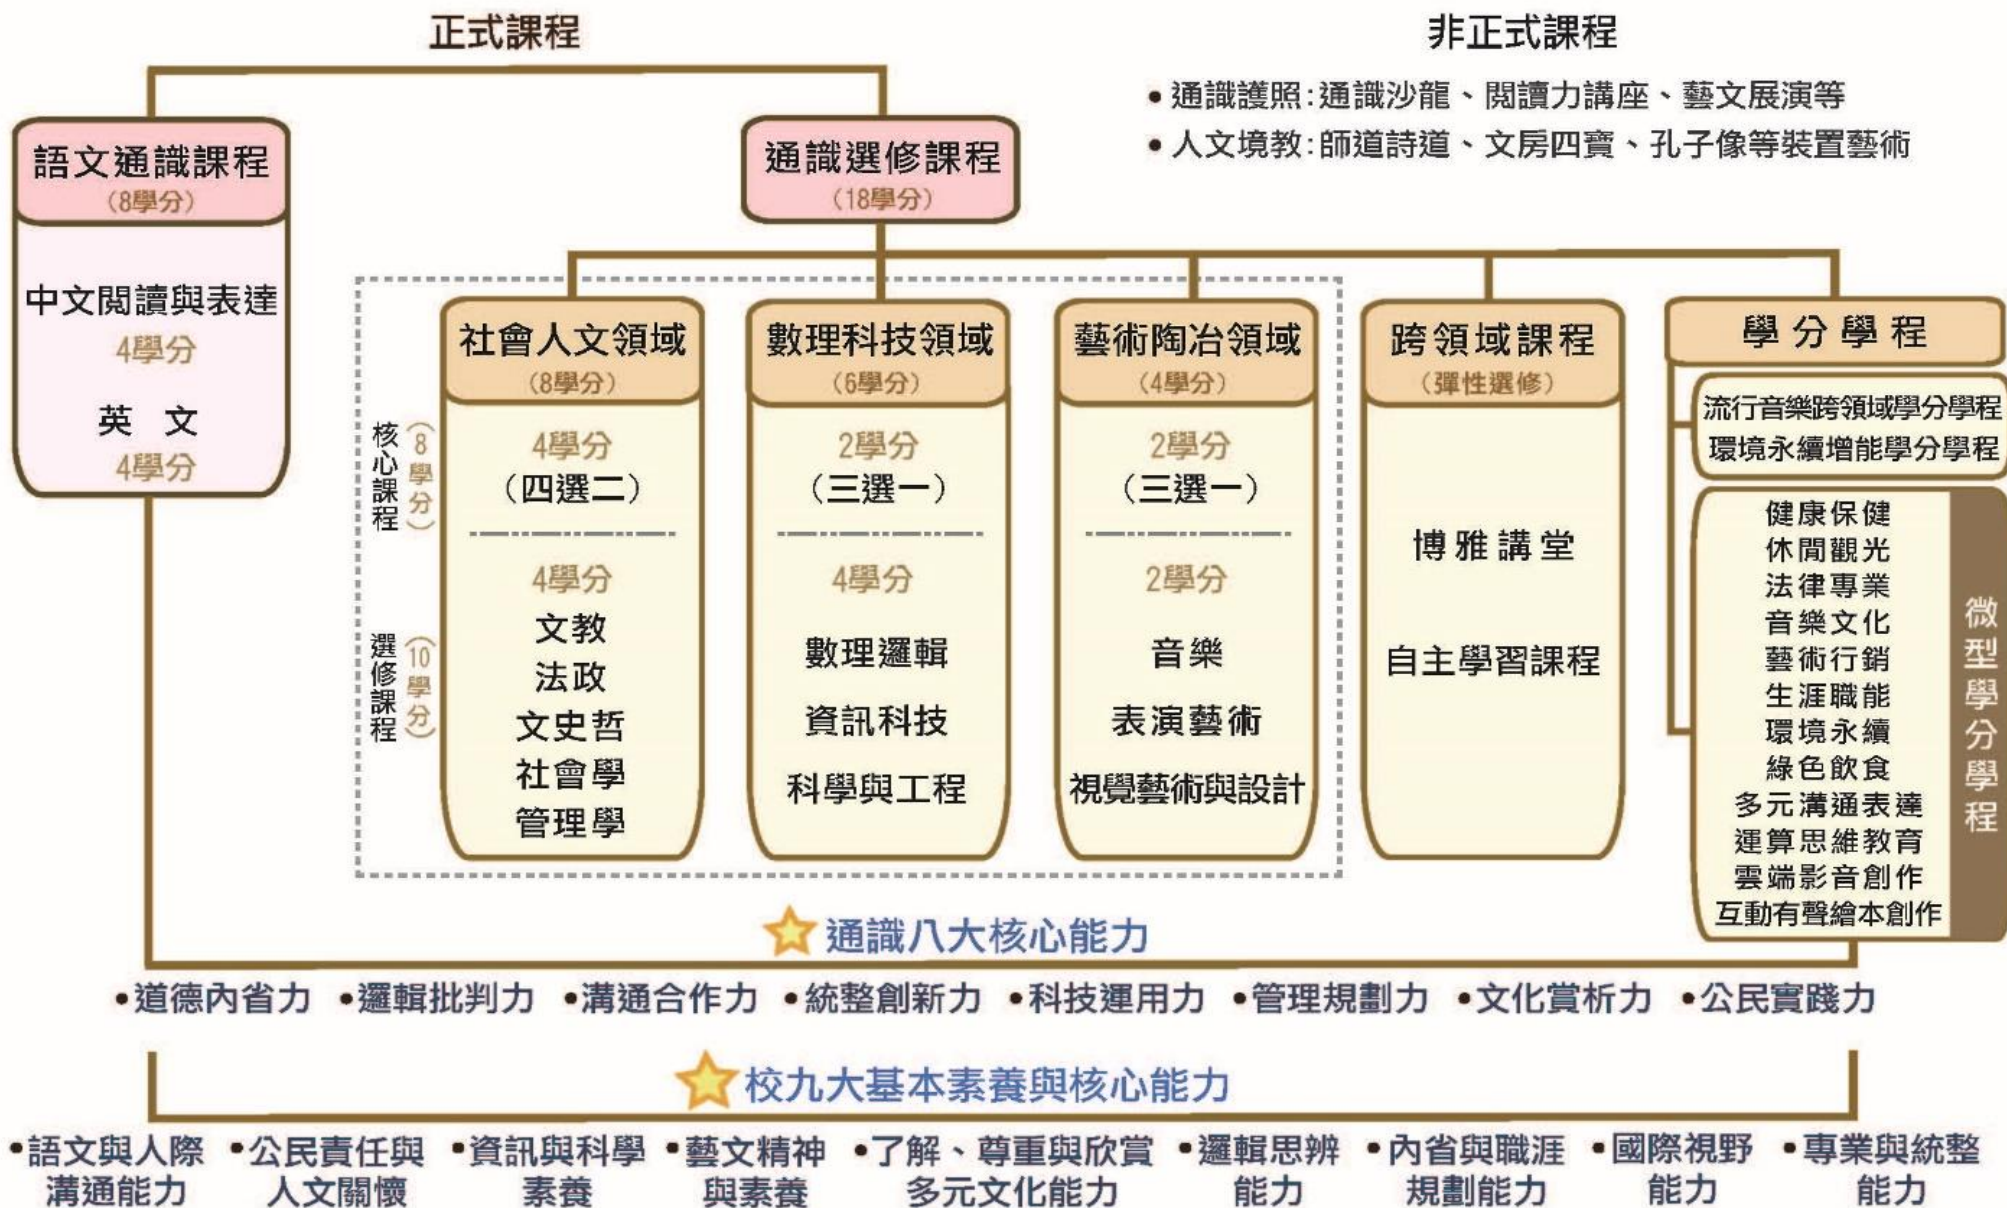 正式課程
非正式課程
•通識護照:通識沙龍、閱讀力講座、藝文展演等
•人文境教:師道詩道、文房四寶、孔子像等裝置藝術
語文通識課程
(8學分)
中文閱讀與表達
4學分
英 文
4學分
通識選修課程
(18學分)
核心課程
(8學分)
選修課程
(10學分)
社會人文領域
(8學分)
4學分
(四選二)
4學分
文教
法政
文史哲
社會學
管理學
數理科技領域
(6學分)
2學分
(三選一)
4學分
數理邏輯
資訊科技
科學與工程
藝術陶冶領域
(4學分)
2學分
(三選一)
2學分
音樂
表演藝術
視覺藝術與設計
跨領域課程
(彈性選修)
博雅講堂
自主學習課程
學分學程
流行音樂跨領域學分學程
環境永續增能學分學程
微型學分學程
健康保健
休閒觀光
法律專業
音樂文化
藝術行銷
生涯職能
環境永續
綠色飲食
多元溝通表達
運算思維教育
雲端影音創作
互動有聲繪本創作
通識八大核心能力
•道德內省力 •邏輯批判力 •溝通合作力 •統整創新力 •科技運用力 •管理規劃力 •文化賞析力 •公民實踐力
校九大基本素養與核心能力
•語文與人際
溝通能力
•公民責任與
人文關懷
•資訊與科學
素養
•藝文精神
與素養
•了解、尊重與欣賞
多元文化能力
•邏輯思辨
能力
•內省與職涯
規劃能力
•國際視野
能力
•專業與統整
能力